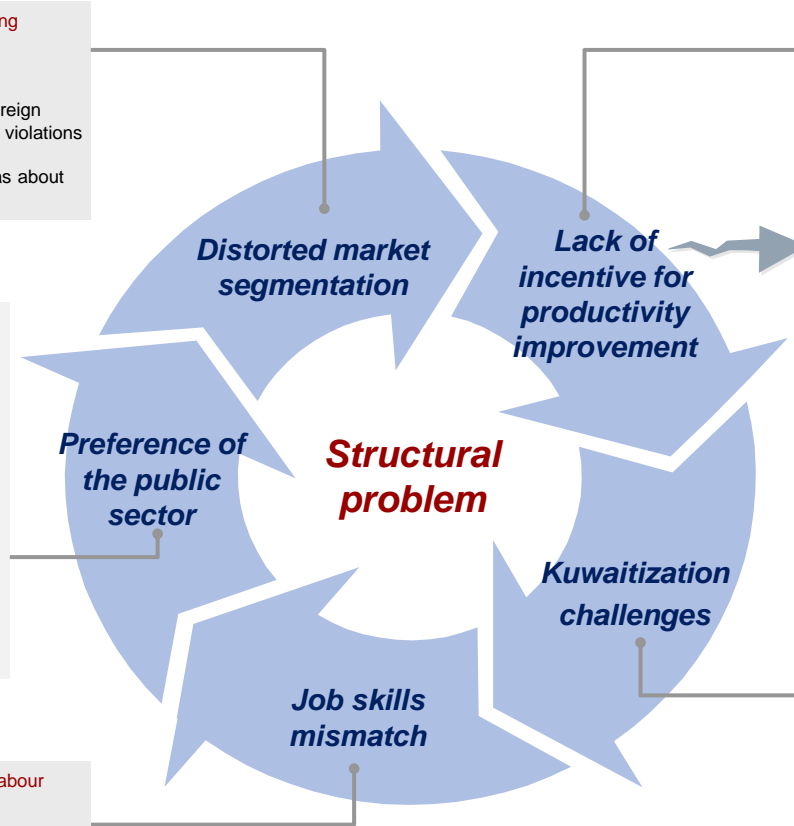 ng
reign
violations
as about
Distorted market
segmentation
Lack of
incentive for
productivity
improvement
Preference of
the public
sector
Structural
problem
Kuwaitization
challenges
Job skills
mismatch
abour